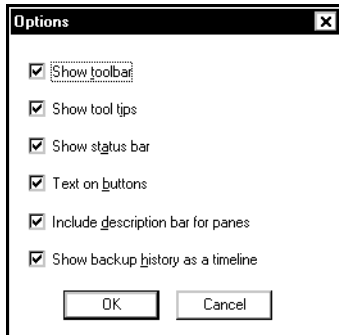 Options
Show toolbar
Show tool tips
Show status bar
Text on buttons
Include description bar for panes
Show backup history as a timeline
OK
Cancel